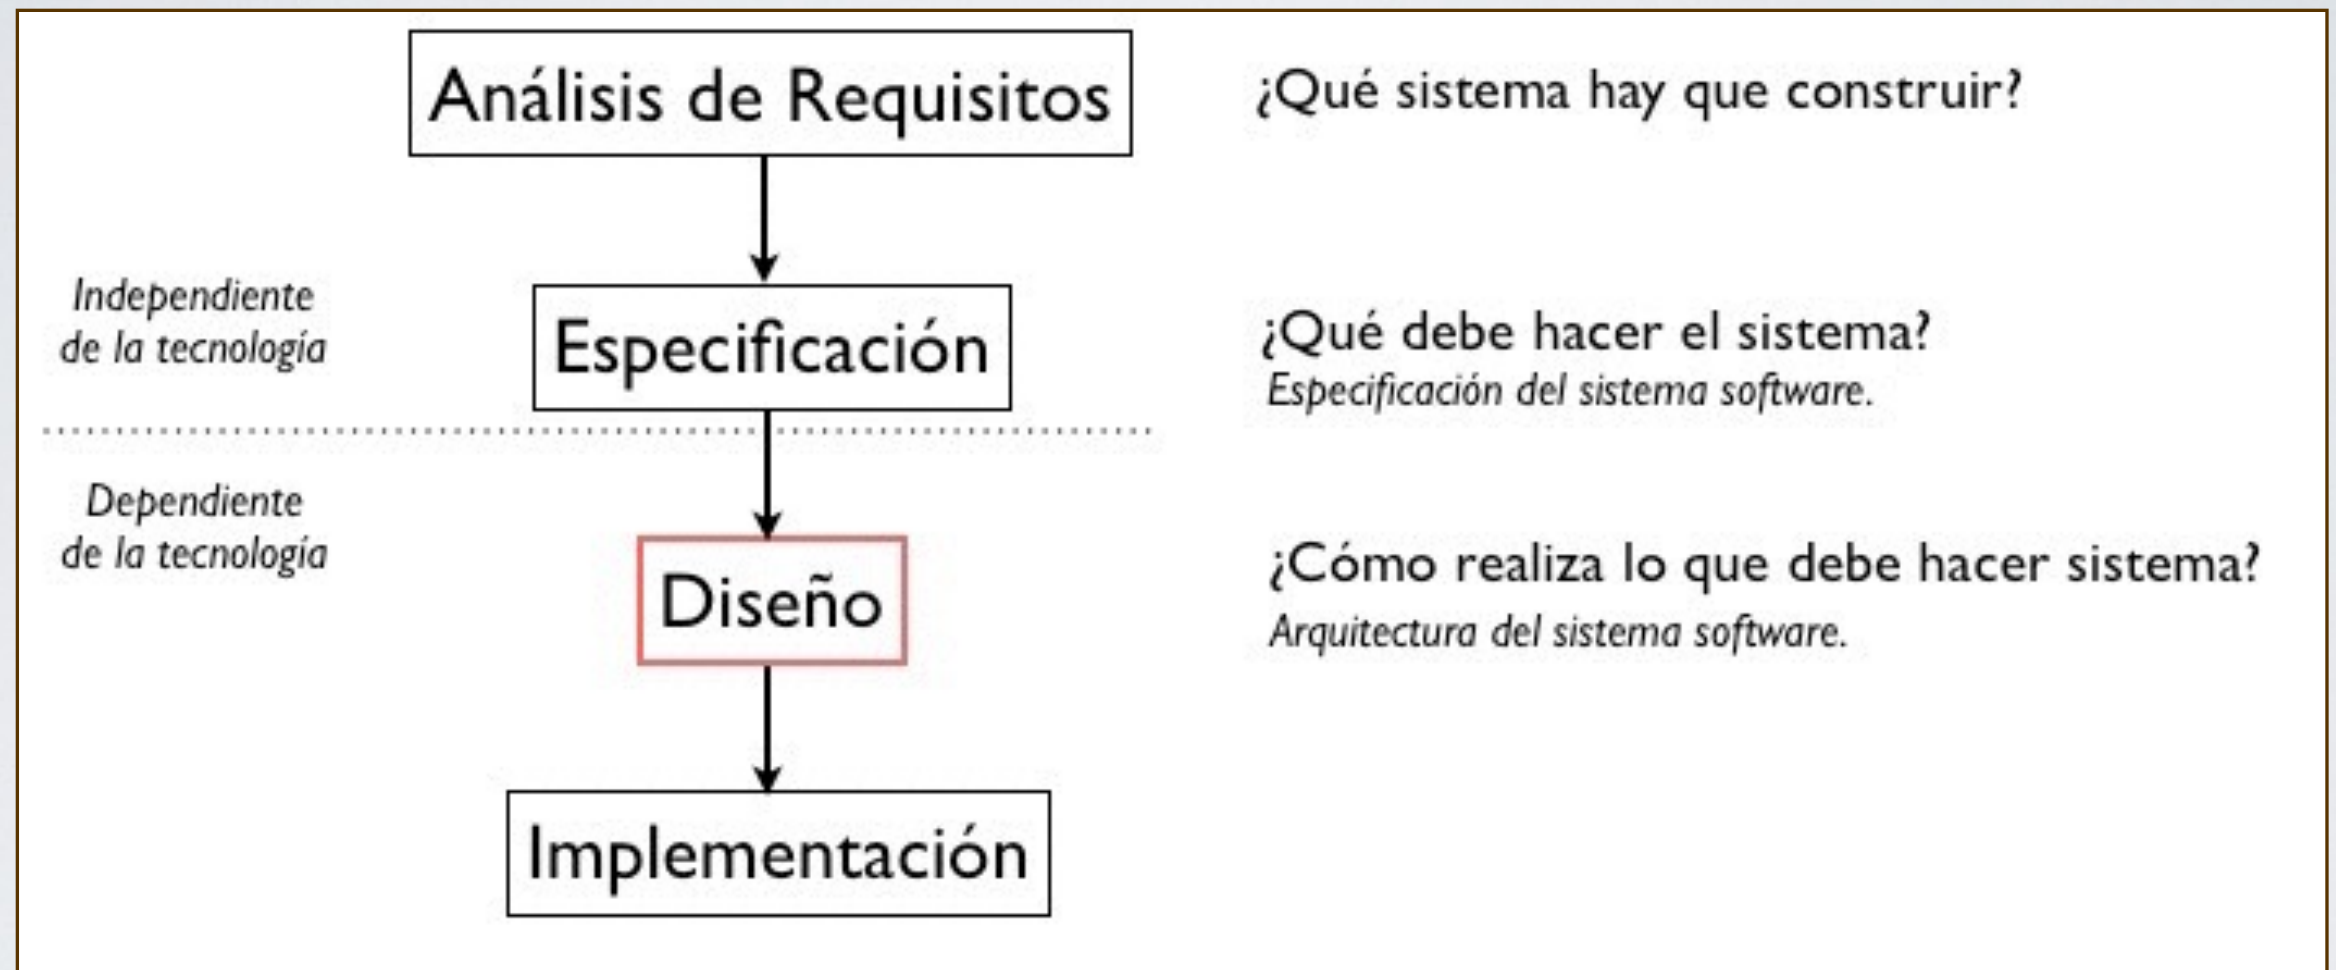 Análisis de Requisitos
¿Qué sistema hay que construir?
Independiente
de la tecnología
Especificación
¿Qué debe hacer el sistema?
Especificación del sistema software.
Dependiente
de la tecnología
Diseño
¿Cómo realiza lo que debe hacer sistema?
Arquitectura del sistema software.
Implementación